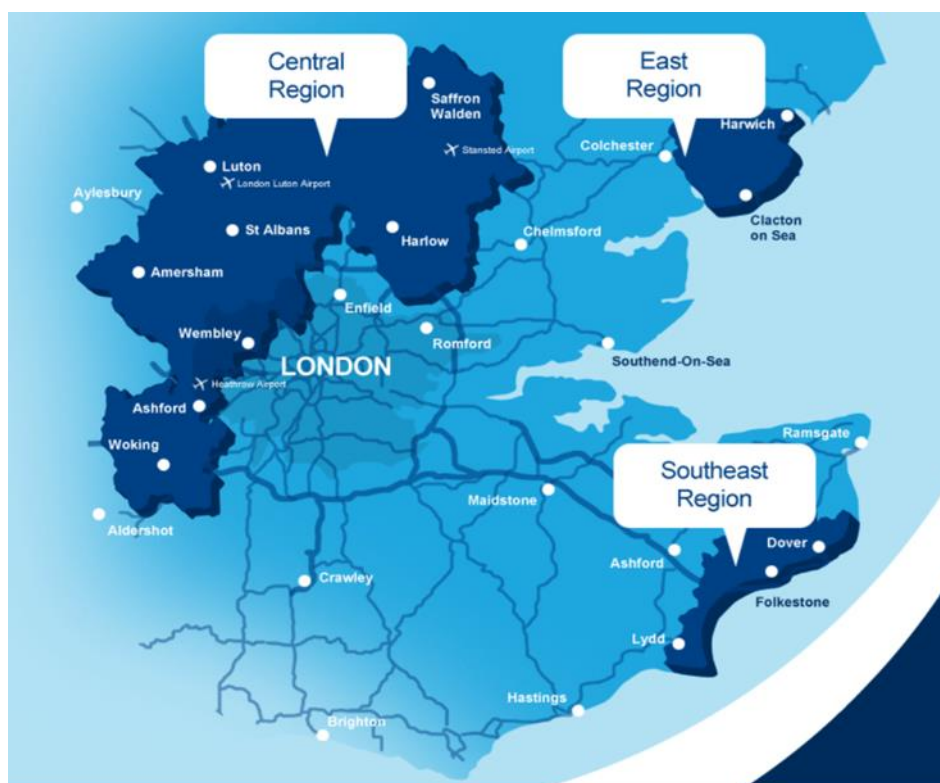 Central
Region
East
Region
Saffron
Walden
Harwich
Stansted Airport
Colchester
Luton
London Luton Airport
Aylesbury
Clacton
on Sea
St Albans
Harlow
Chelmsford
Amersham
Enfield
Wembley
Romford
LONDON
Southend-On-Sea
Heathrow Airport
Ashford
Woking
Ramsgate
Southeast
Region
Maidstone
Aldershot
Dover
Ashford
Crawley
Folkestone
Lydd
Hastings
Brighton